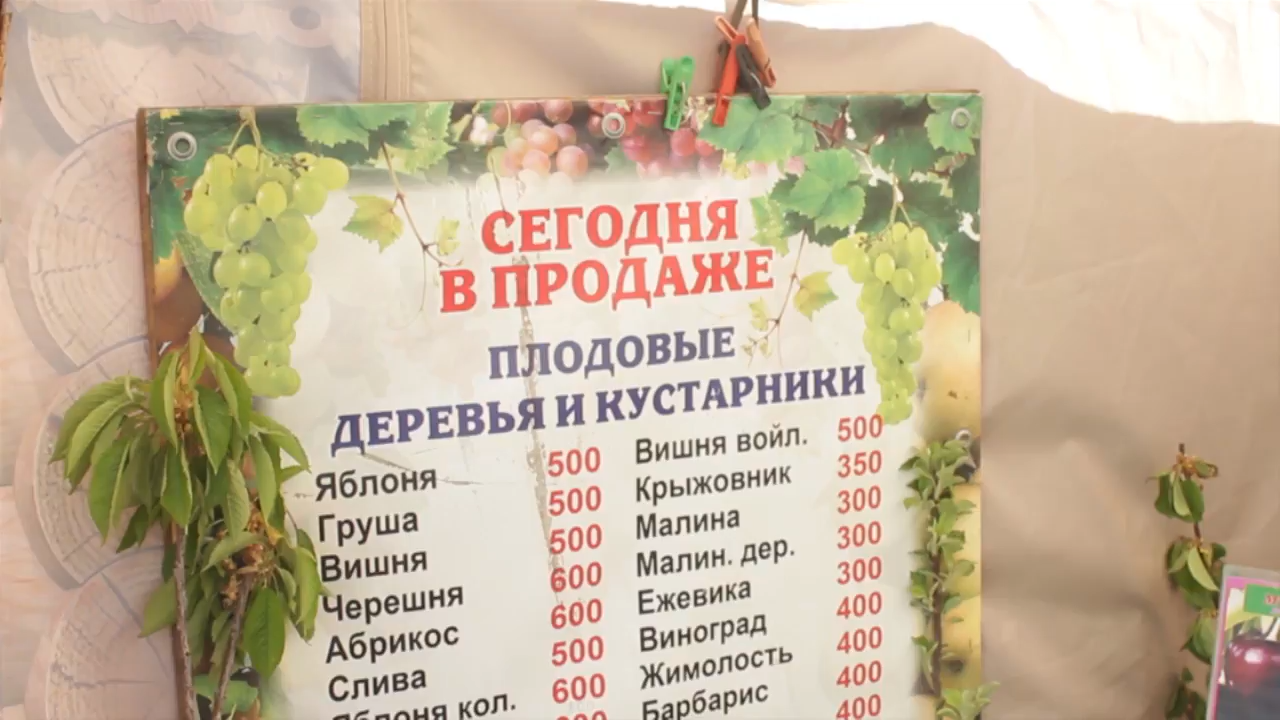 СЕГОДНЯ
В ПРОДАЖЕ
ПЛОДОВЫЕ
ДЕРЕВЬЯ И КУСТАРНИКИ
Яблоня 500
Груша 500
Вишня 500
Черешня 600
Абрикос 600
Слива 500
Яблоня кол. 600
Вишня войл. 500
Крыжовник 350
Малина 300
Малин. дер. 300
Ежевика 300
Виноград 400
Жимолость 400
Барбарис 400
400